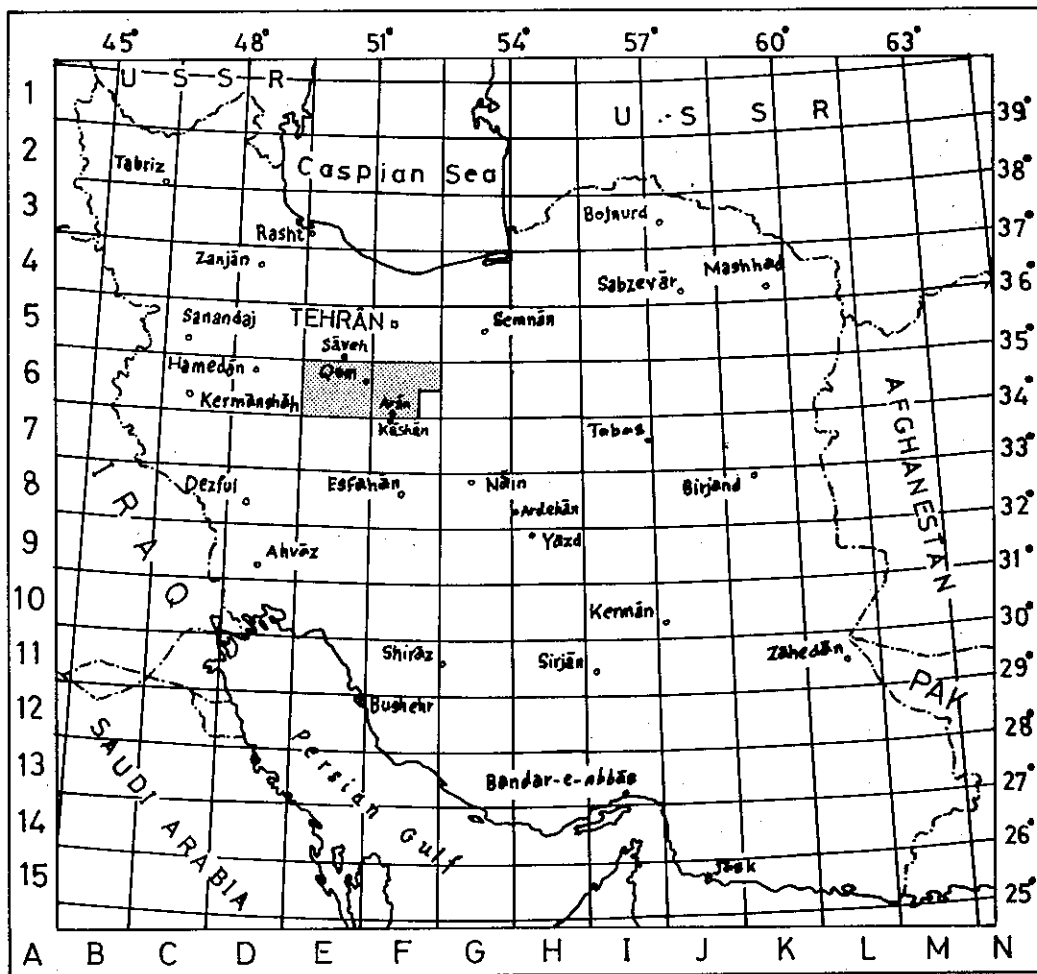 45° 48° 51° 54° 57° 60° 63°
1 U S S R U S S R 39°
2 Tabriz Caspian Sea 38°
3 Rasht Bojnurd 37°
4 Zanjān Sabzevār Mashhad 36°
5 Sanandaj TEHRĀN Semnān 35°
Sāveh
6 Hamedān Qom 34°
Kermānshāh Arān
7 Kāshān Tabas 33°
8 Dezful Esfahān Nāin Birjand 32°
Ardehān
9 Ahvāz Yazd 31°
IRAQ AFGHANESTAN
10 Kermān 30°
11 Shirāz Sirjān Zāhedān 29°
PAK
12 Bushehr 28°
SAUDI ARABIA
Persian Gulf
13 Bandar-e-Abbās 27°
14 26°
15 Jāsk 25°
A B C D E F G H I J K L M N